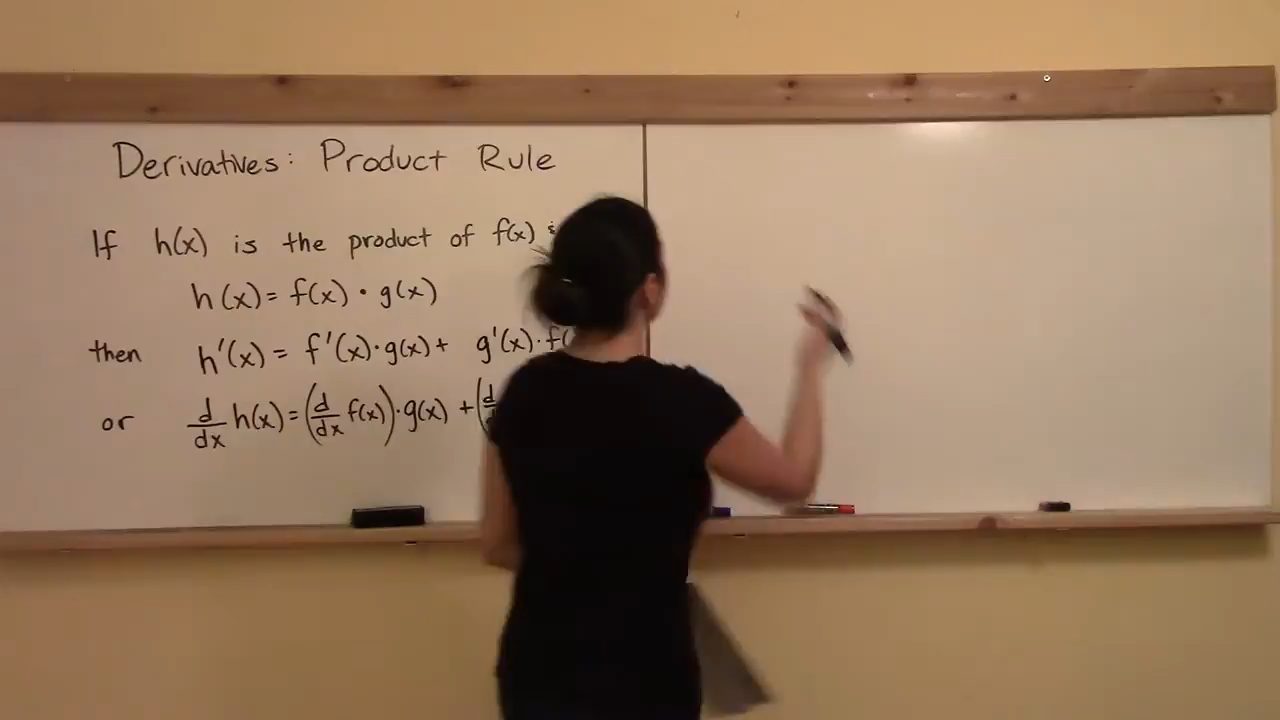 Derivatives: Product Rule
If h(x) is the product of f(x)
h(x) = f(x) · g(x)
then h'(x) = f'(x)·g(x) + g'(x)·f(
or d/dx h(x) = (d/dx f(x))·g(x) + (d/d